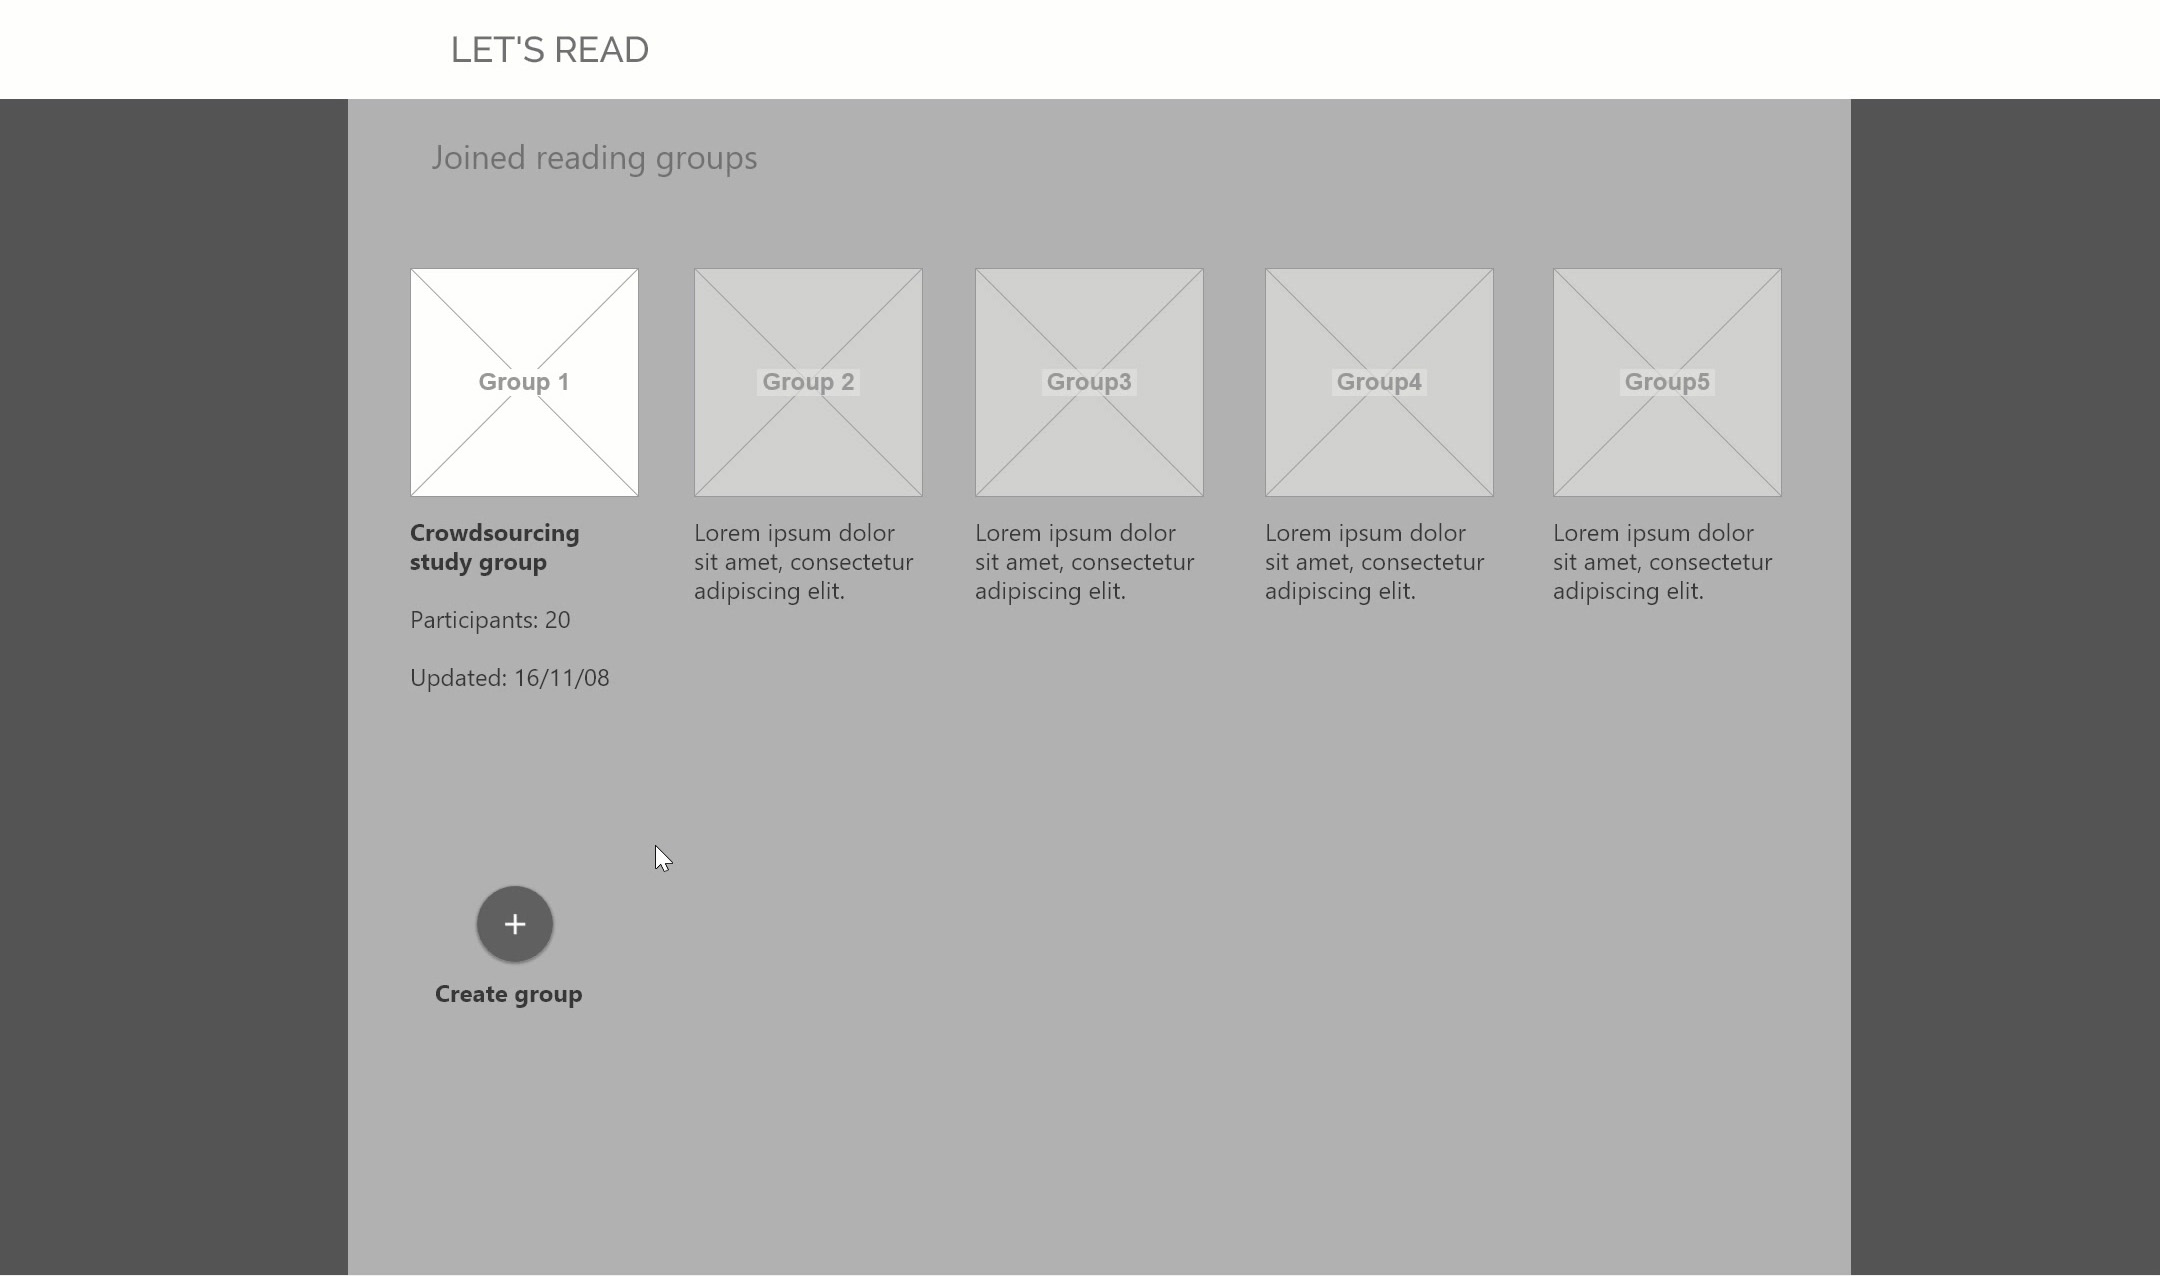 LET'S READ
Joined reading groups
Group 1
Group 2
Group3
Group4
Group5
Crowdsourcing
study group
Participants: 20
Updated: 16/11/08
Lorem ipsum dolor
sit amet, consectetur
adipiscing elit.
Lorem ipsum dolor
sit amet, consectetur
adipiscing elit.
Lorem ipsum dolor
sit amet, consectetur
adipiscing elit.
Lorem ipsum dolor
sit amet, consectetur
adipiscing elit.
+
Create group